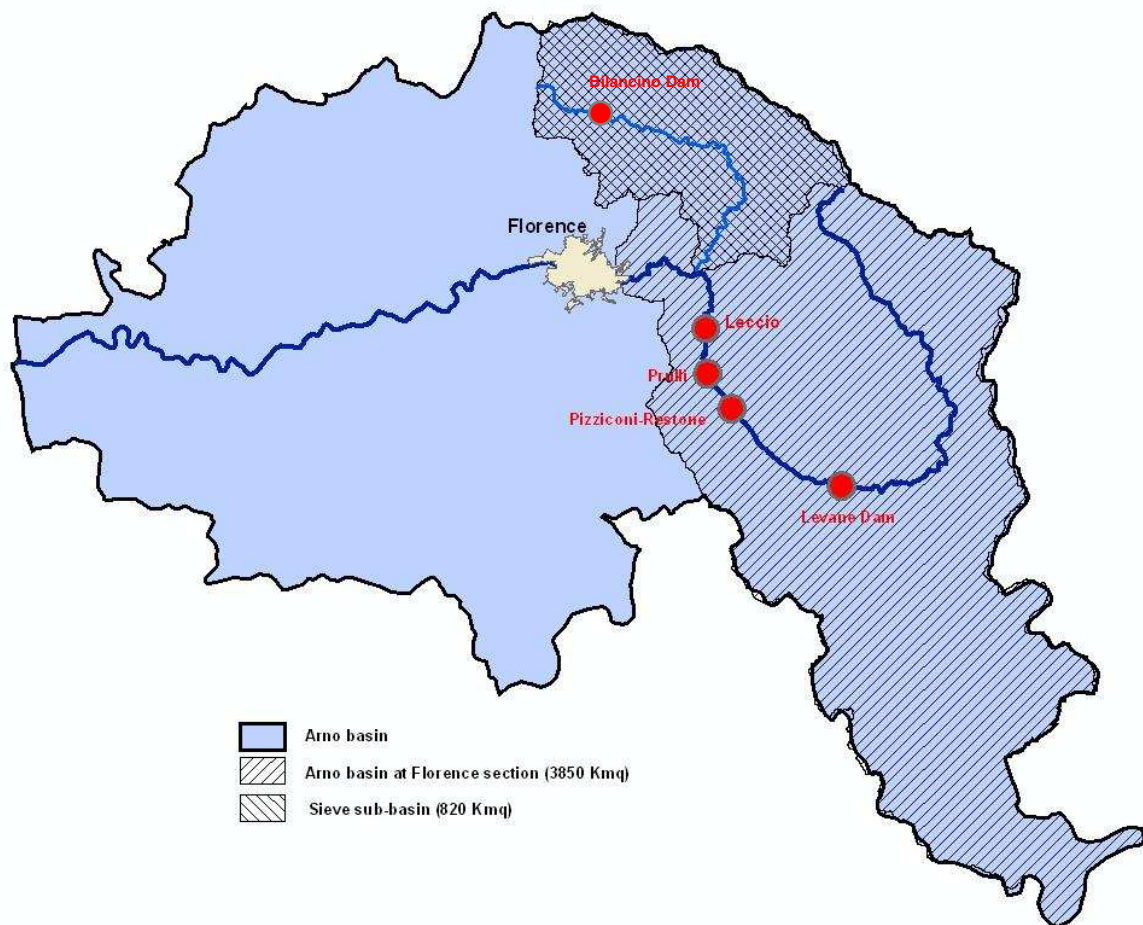 Bilancino Dam
Florence
Leccio
Prulli
Pizziconi-Restone
Levane Dam
Arno basin
Arno basin at Florence section (3850 Kmq)
Sieve sub-basin (820 Kmq)